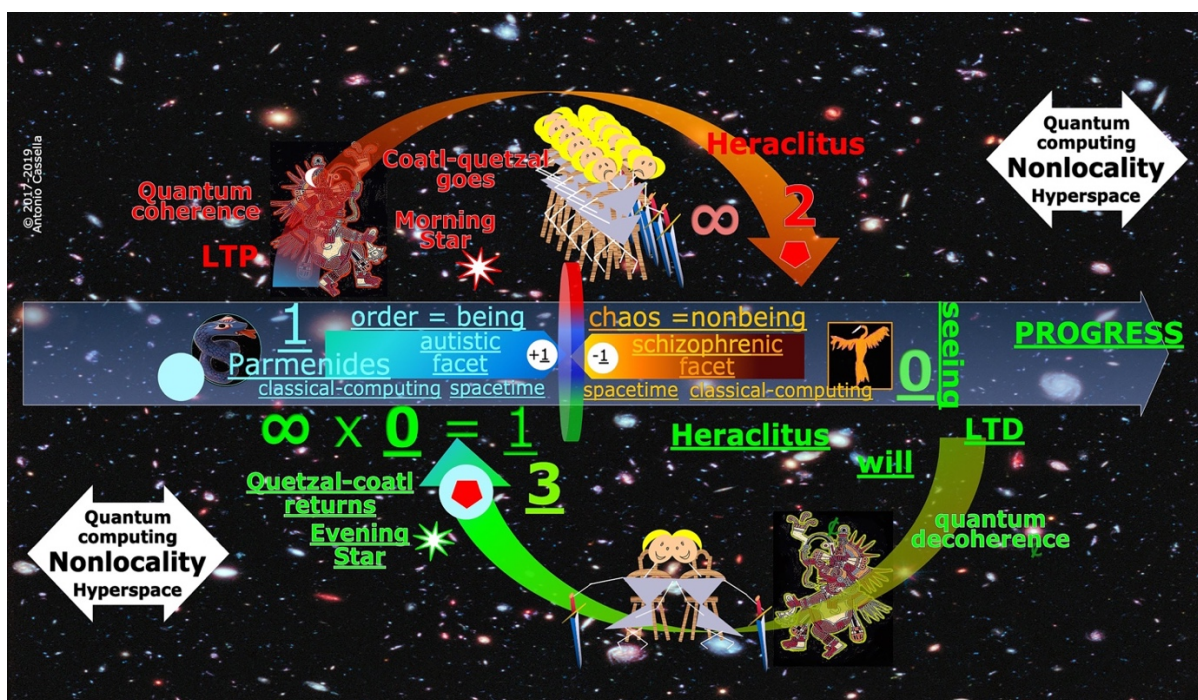 © 2017-2019
Antonio Cassella
Quantum
coherence
LTP
Coatl-quetzal
goes
Morning
Star
∞
Heraclitus
2
Quantum
computing
Nonlocality
Hyperspace
1
Parmenides
order = being
autistic
facet
+1
classical-computing spacetime
chaos =nonbeing
-1
schizophrenic
facet
spacetime classical-computing
0
seeing
PROGRESS
∞ x 0 = 1
Quetzal-coatl
returns
3
Evening
Star
Heraclitus
will
LTD
quantum
decoherence
Quantum
computing
Nonlocality
Hyperspace